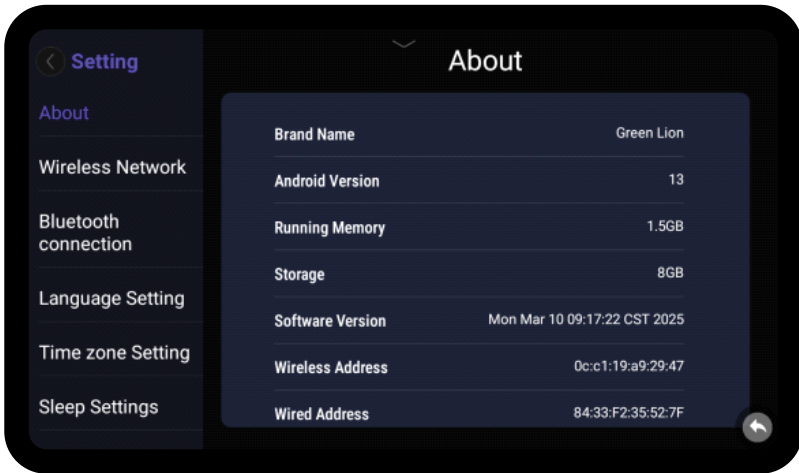 Setting
About
Wireless Network
Bluetooth
connection
Language Setting
Time zone Setting
Sleep Settings
About
Brand Name Green Lion
Android Version 13
Running Memory 1.5GB
Storage 8GB
Software Version Mon Mar 10 09:17:22 CST 2025
Wireless Address 0c:c1:19:a9:29:47
Wired Address 84:33:F2:35:52:7F